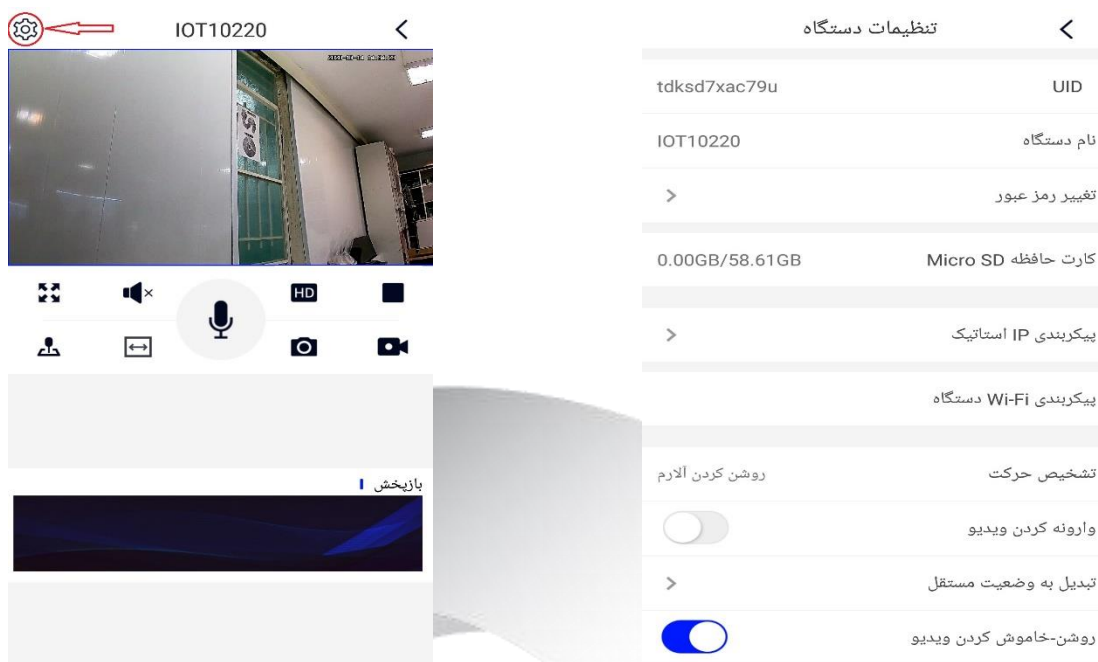 IOT10220
HD
بازپخش
تنظیمات دستگاه
UID
tdksd7xac79u
نام دستگاه
IOT10220
تغییر رمز عبور
کارت حافظه Micro SD
0.00GB/58.61GB
پیکربندی IP استاتیک
پیکربندی Wi-Fi دستگاه
تشخیص حرکت
روشن کردن آلارم
وارونه کردن ویدیو
تبدیل به وضعیت مستقل
روشن-خاموش کردن ویدیو